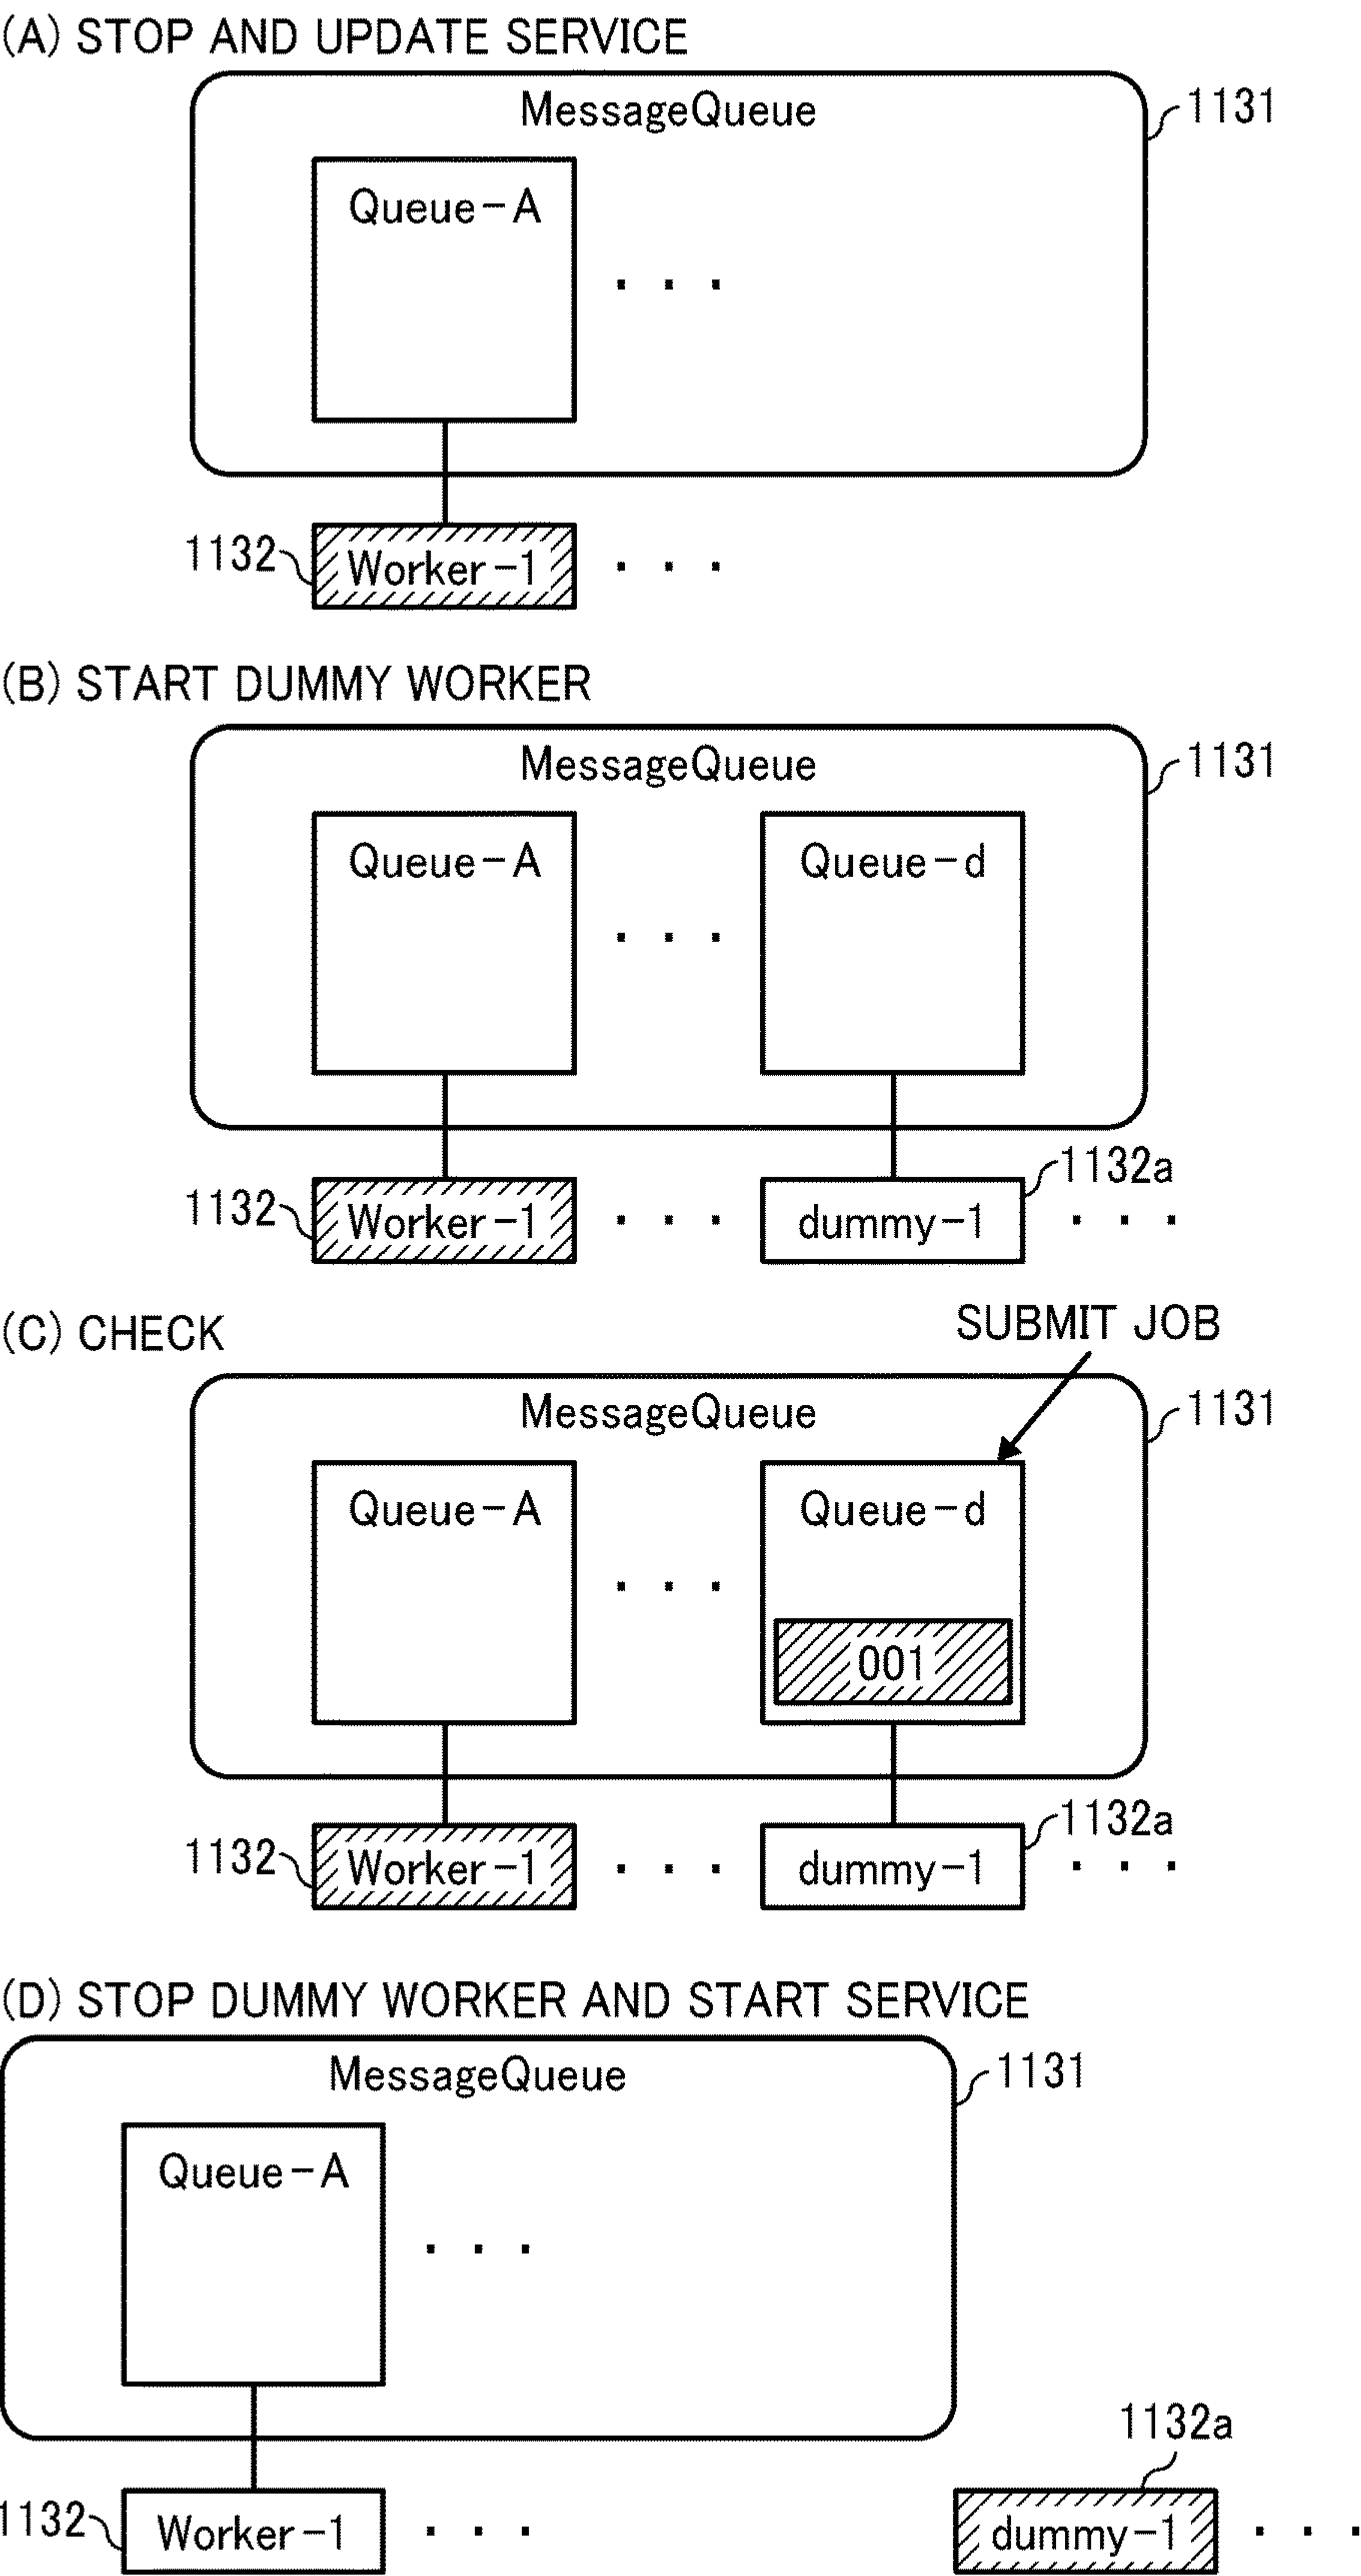 (A) STOP AND UPDATE SERVICE
MessageQueue
1131
Queue-A
. . .
1132
Worker-1
. . .
(B) START DUMMY WORKER
MessageQueue
1131
Queue-A
. . .
Queue-d
1132
Worker-1
. . .
1132a
dummy-1
. . .
(C) CHECK
SUBMIT JOB
MessageQueue
1131
Queue-A
. . .
Queue-d
001
1132
Worker-1
. . .
1132a
dummy-1
. . .
(D) STOP DUMMY WORKER AND START SERVICE
MessageQueue
1131
Queue-A
. . .
1132a
1132
Worker-1
. . .
dummy-1
. . .